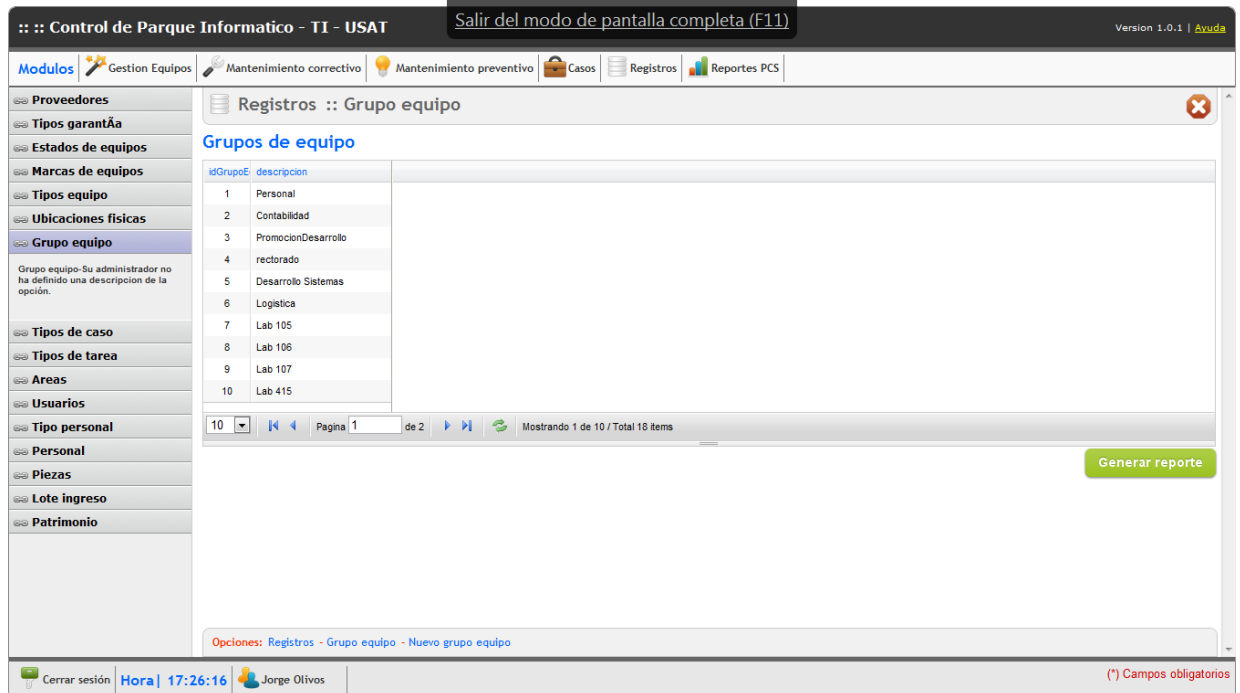 :: :: Control de Parque Informatico - TI - USAT
Salir del modo de pantalla completa (F11)
Version 1.0.1 | Ayuda
Modulos Gestion Equipos Mantenimiento correctivo Mantenimiento preventivo Casos Registros Reportes PCS
Proveedores
Tipos garantÃa
Estados de equipos
Marcas de equipos
Tipos equipo
Ubicaciones fisicas
Grupo equipo
Grupo equipo-Su administrador no
ha definido una descripcion de la
opción.
Tipos de caso
Tipos de tarea
Areas
Usuarios
Tipo personal
Personal
Piezas
Lote ingreso
Patrimonio
Registros :: Grupo equipo
Grupos de equipo
idGrupoE descripcion
1 Personal
2 Contabilidad
3 PromocionDesarrollo
4 rectorado
5 Desarrollo Sistemas
6 Logistica
7 Lab 105
8 Lab 106
9 Lab 107
10 Lab 415
10 Pagina 1 de 2 Mostrando 1 de 10 / Total 18 items
Generar reporte
Opciones: Registros - Grupo equipo - Nuevo grupo equipo
Cerrar sesión Hora| 17:26:16 Jorge Olivos
(*) Campos obligatorios